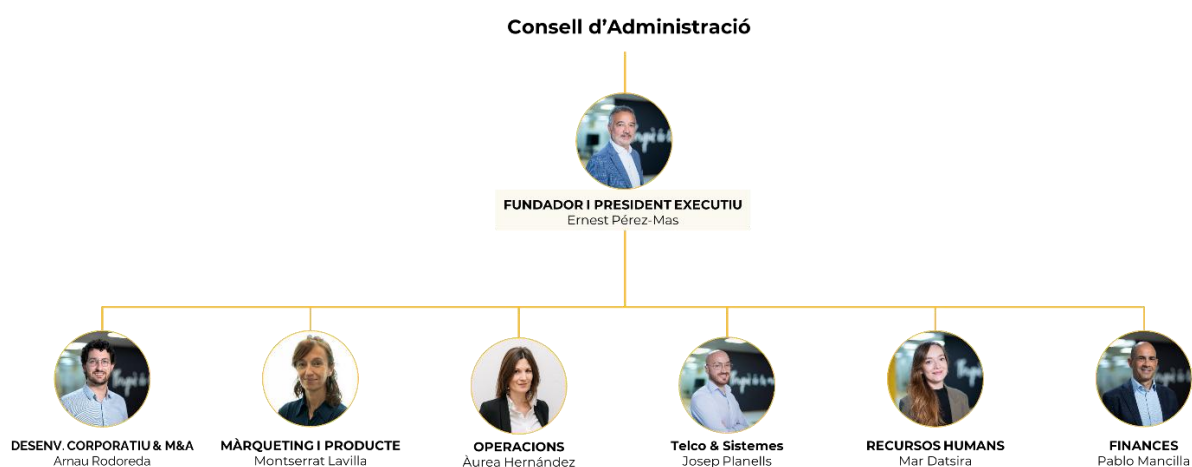 Consell d’Administració
FUNDADOR I PRESIDENT EXECUTIU
Ernest Pérez-Mas
DESENV. CORPORATIU & M&A
Arnau Rodoreda
MÀRQUETING I PRODUCTE
Montserrat Lavilla
OPERACIONS
Àurea Hernández
Telco & Sistemes
Josep Planells
RECURSOS HUMANS
Mar Datsira
FINANCES
Pablo Mancilla